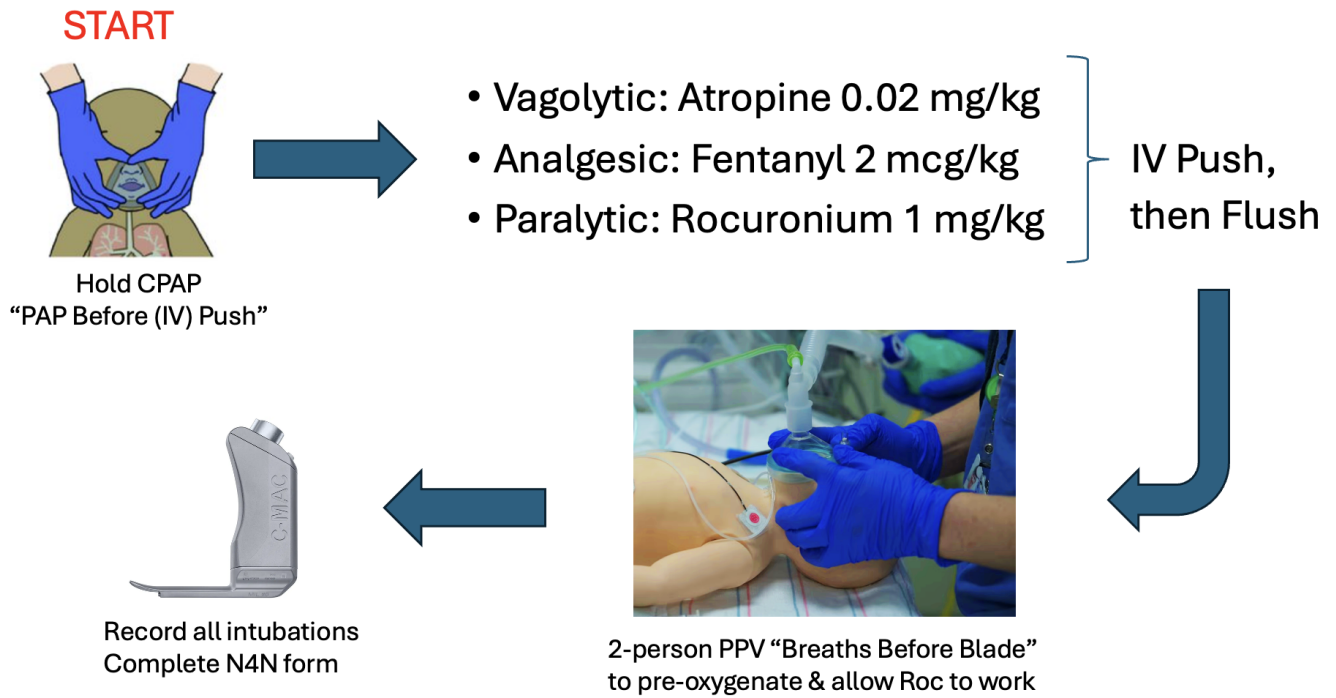 START
Hold CPAP
“PAP Before (IV) Push”
• Vagolytic: Atropine 0.02 mg/kg
• Analgesic: Fentanyl 2 mcg/kg
• Paralytic: Rocuronium 1 mg/kg
IV Push,
then Flush
2-person PPV “Breaths Before Blade”
to pre-oxygenate & allow Roc to work
C-MAC
Record all intubations
Complete N4N form